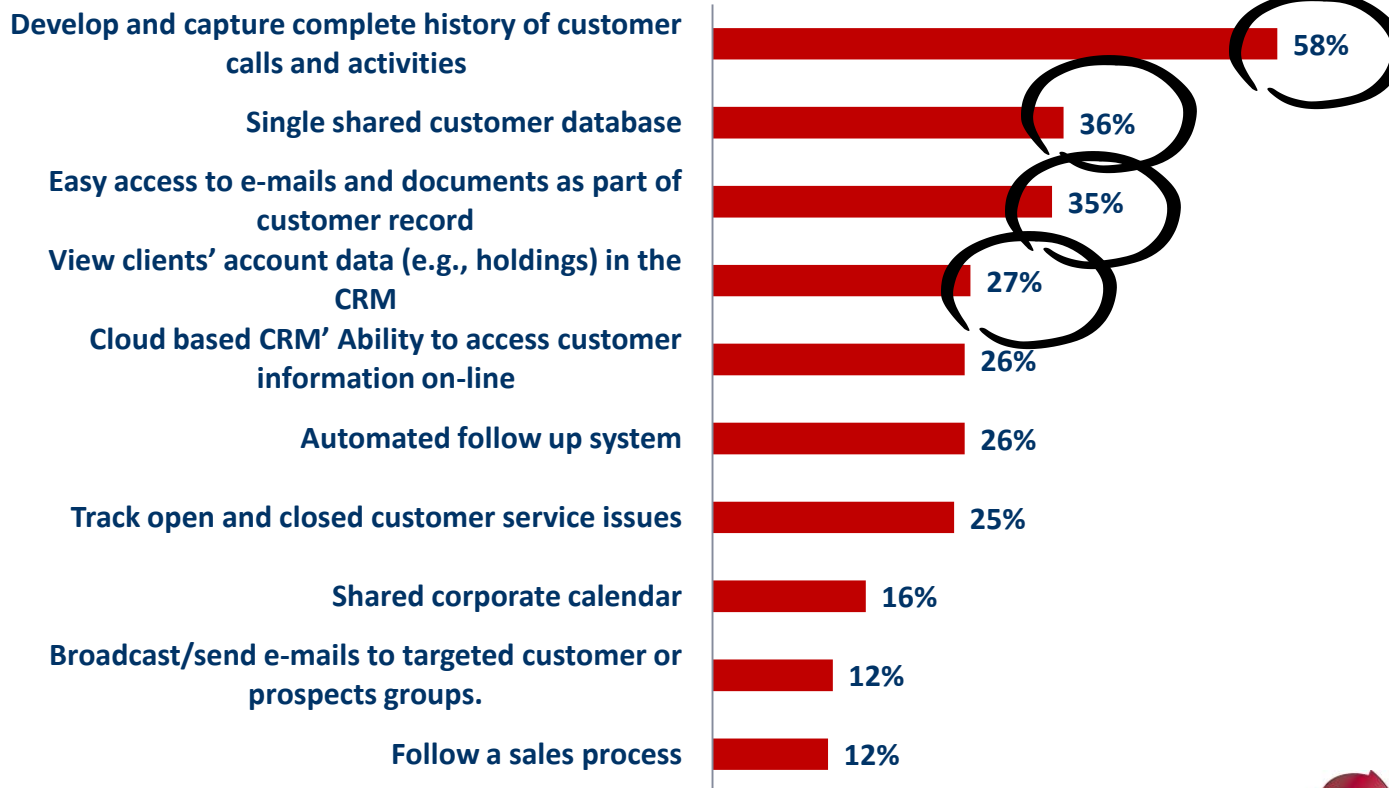 Develop and capture complete history of customer
calls and activities
58%
Single shared customer database
36%
Easy access to e-mails and documents as part of
customer record
35%
View clients’ account data (e.g., holdings) in the
CRM
27%
Cloud based CRM’ Ability to access customer
information on-line
26%
Automated follow up system
26%
Track open and closed customer service issues
25%
Shared corporate calendar
16%
Broadcast/send e-mails to targeted customer or
prospects groups.
12%
Follow a sales process
12%